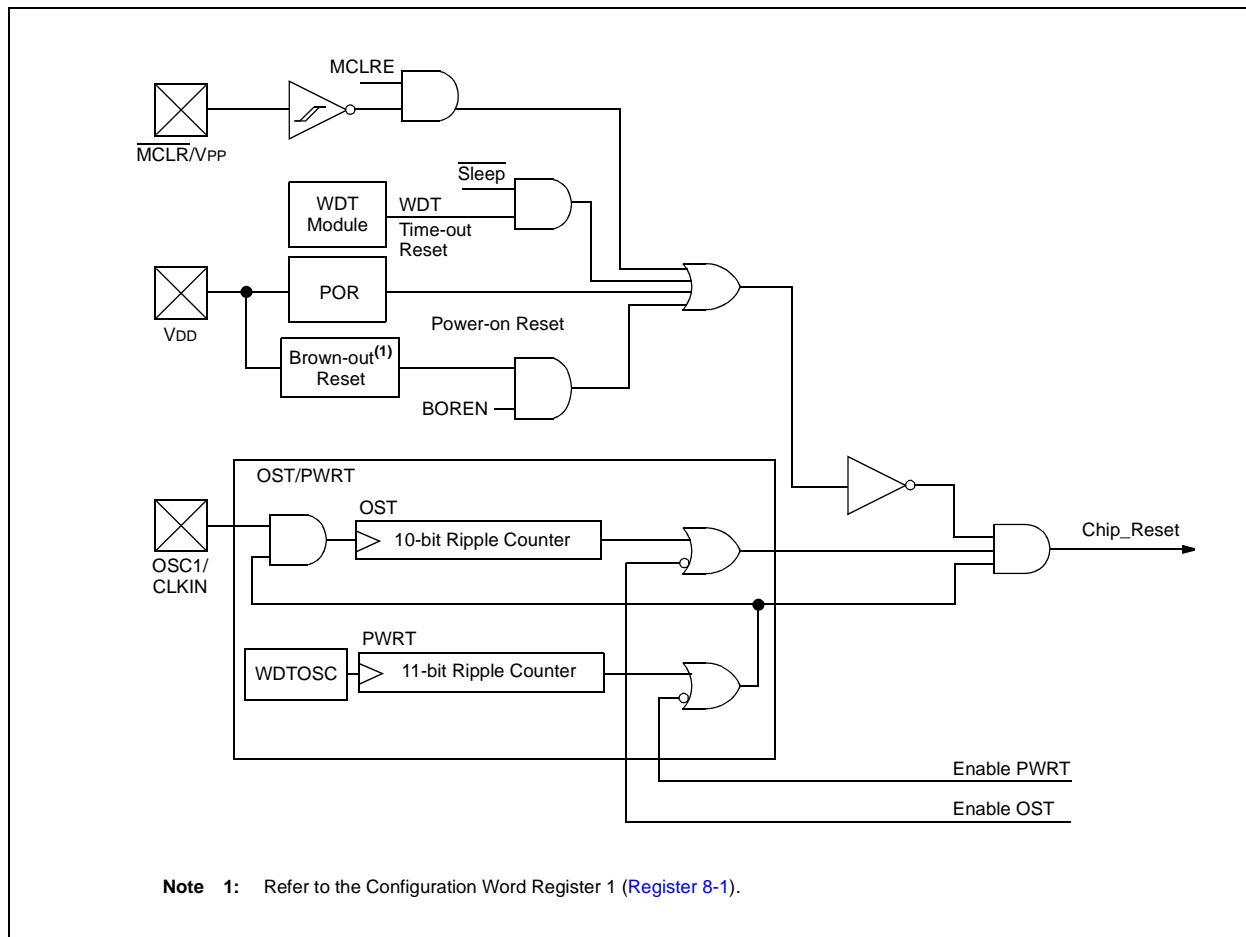 MCLRE
MCLR/VPP
Sleep
WDT
Module
WDT
Time-out
Reset
POR
VDD
Power-on Reset
Brown-out(1)
Reset
BOREN
OST/PWRT
OST
10-bit Ripple Counter
Chip_Reset
OSC1/
CLKIN
PWRT
WDTOSC
11-bit Ripple Counter
Enable PWRT
Enable OST
Note 1: Refer to the Configuration Word Register 1 (Register 8-1).